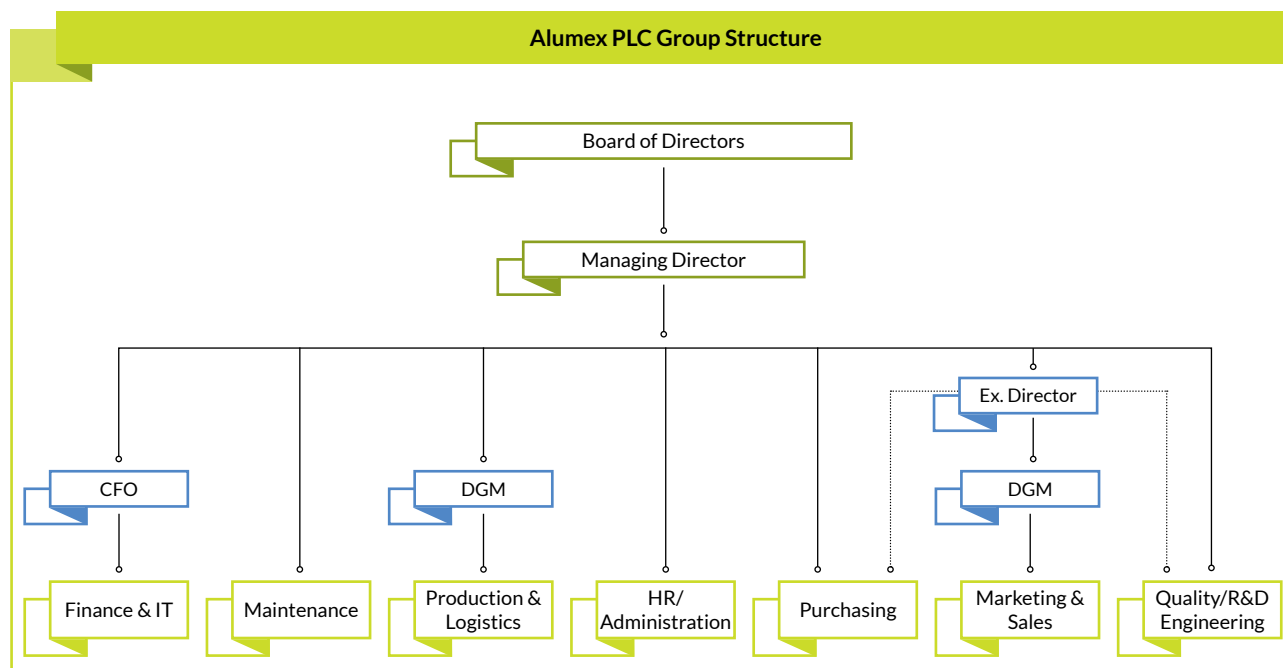 Alumex PLC Group Structure
Board of Directors
Managing Director
Ex. Director
CFO
DGM
DGM
Finance & IT
Maintenance
Production &
Logistics
HR/
Administration
Purchasing
Marketing &
Sales
Quality/R&D
Engineering